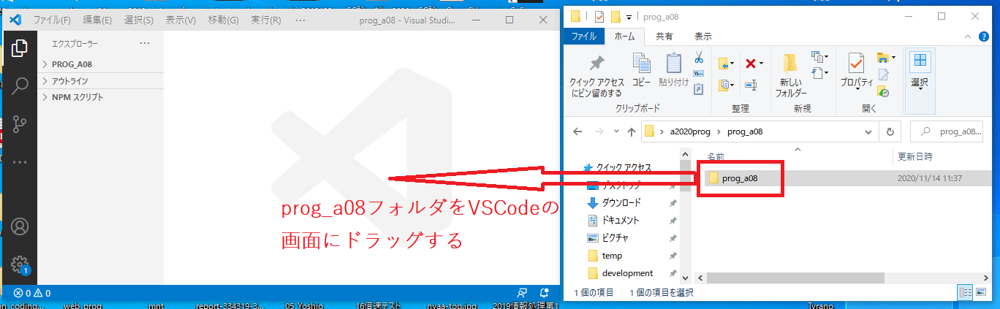 ファイル(F) 編集(E) 選択(S) 表示(V) 移動(G) 実行(R) ··· prog_a08 - Visual Studi...
エクスプローラー ···
PROG_A08
アウトライン
NPM スクリプト
1
prog_a08フォルダをVSCodeの
画面にドラッグする
0 0
prog_a08
ファイル ホーム 共有 表示
クイック アクセス
にピン留めする
コピー
貼り付け
新しい
フォルダー
プロパティ
選択
クリップボード 整理 新規 開く
a2020prog prog_a08
prog_a08...
名前 更新日時
クイック アクセス
デスクトップ
ダウンロード
ドキュメント
ピクチャ
temp
development
prog_a08 2020/11/14 11:37
1 個の項目 1 個の項目を選択
web_prog mnt report-334319-3... 05_Yoshio 16倍速テスト nyaa-top.jpg 2019情報処理第1 Tyrano